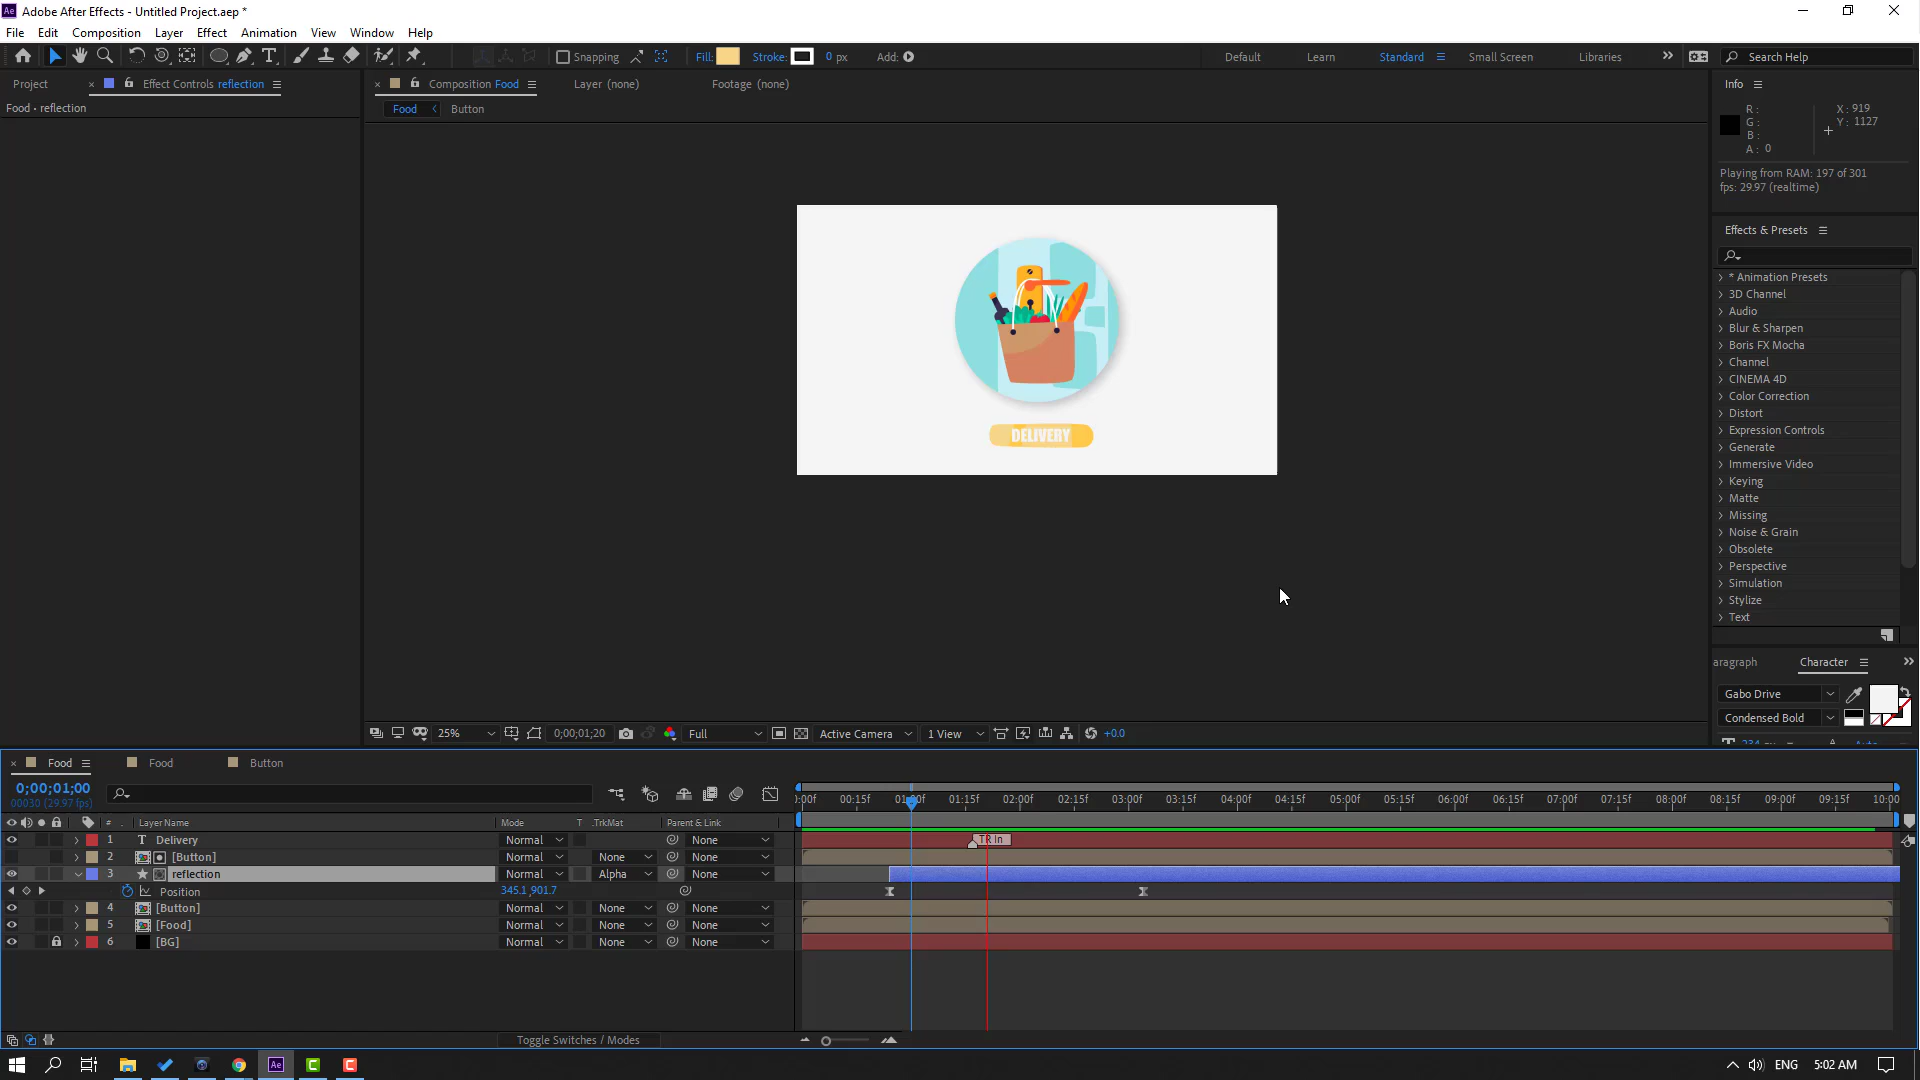 Adobe After Effects - Untitled Project.aep *
File Edit Composition Layer Effect Animation View Window Help
Snapping Fill: Stroke: 0 px Add: Default Learn Standard Small Screen Libraries Search Help
Project Effect Controls reflection Composition Food Layer (none) Footage (none) Info
Food • reflection
Food Button
R : X : 919
G : Y : 1127
B :
A : 0
Playing from RAM: 197 of 301
fps: 29.97 (realtime)
Effects & Presets
* Animation Presets
3D Channel
Audio
Blur & Sharpen
Boris FX Mocha
Channel
CINEMA 4D
Color Correction
Distort
Expression Controls
Generate
Immersive Video
Keying
Matte
Missing
Noise & Grain
Obsolete
Perspective
Simulation
Stylize
Text
DELIVERY
aragraph Character
Gabo Drive
Condensed Bold
25% 0;00;01;20 Full Active Camera 1 View +0.0
Food Food Button
0;00;01;00
00030 (29.97 fps)
:00f 00:15f 01:00f 01:15f 02:00f 02:15f 03:00f 03:15f 04:00f 04:15f 05:00f 05:15f 06:00f 06:15f 07:00f 07:15f 08:00f 08:15f 09:00f 09:15f 10:00
# Layer Name Mode T .TrkMat Parent & Link
1 T Delivery Normal None TR In
2 [Button] Normal None None
3 reflection Normal Alpha None
Position 345.1,901.7
4 [Button] Normal None None
5 [Food] Normal None None
6 [BG] Normal None None
Toggle Switches / Modes
ENG 5:02 AM